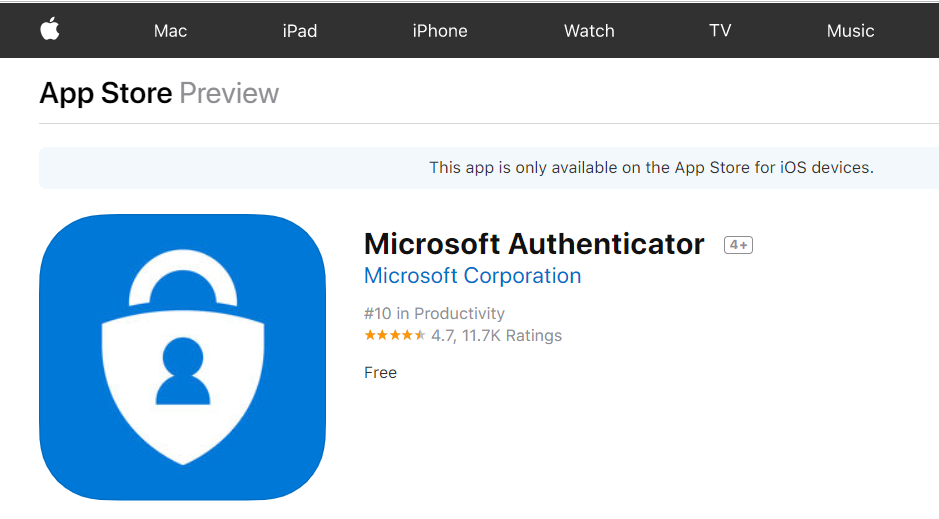 Mac iPad iPhone Watch TV Music
App Store Preview
This app is only available on the App Store for iOS devices.
Microsoft Authenticator 4+
Microsoft Corporation
#10 in Productivity
4.7, 11.7K Ratings
Free